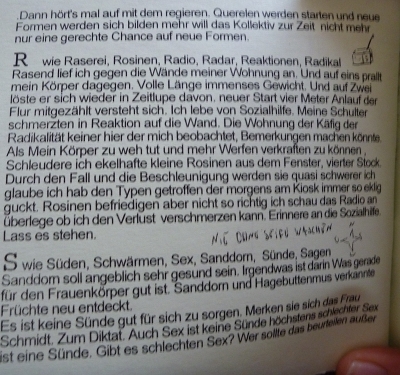 .Dann hört's mal auf mit dem regieren. Querelen werden starten und neue
Formen werden sich bilden mehr will das Kollektiv zur Zeit nicht mehr
nur eine gerechte Chance auf neue Formen.
R wie Raserei, Rosinen, Radio, Radar, Reaktionen, Radikal
Rasend lief ich gegen die Wände meiner Wohnung an. Und auf eins prallt
mein Körper dagegen. Volle Länge immenses Gewicht. Und auf Zwei
löste er sich wieder in Zeitlupe davon. neuer Start vier Meter Anlauf der
Flur mitgezählt versteht sich. Ich lebe von Sozialhilfe. Meine Schulter
schmerzten in Reaktion auf die Wand. Die Wohnung der Käfig der
Radikalität keiner hier der mich beobachtet, Bemerkungen machen könnte.
Als Mein Körper zu weh tut und mehr Werfen verkraften zu können ,
Schleudere ich ekelhafte kleine Rosinen aus dem Fenster, vierter Stock.
Durch den Fall und die Beschleunigung werden sie quasi schwerer ich
glaube ich hab den Typen getroffen der morgens am Kiosk immer so eklig
guckt. Rosinen befriedigen aber nicht so richtig ich schau das Radio an
überlege ob ich den Verlust verschmerzen kann. Erinnere an die Sozialhilfe.
Lass es stehen.
NIE OHNE SEIFE WASCHEN
N
S wie Süden, Schwärmen, Sex, Sanddorn, Sünde, Sagen
Sanddorn soll angeblich sehr gesund sein. Irgendwas ist darin Was gerade
für den Frauenkörper gut ist. Sanddorn und Hagebuttenmus verkannte
Früchte neu entdeckt.
Es ist keine Sünde gut für sich zu sorgen. Merken sie sich das Frau
Schmidt. Zum Diktat. Auch Sex ist keine Sünde höchstens schlechter Sex
ist eine Sünde. Gibt es schlechten Sex? Wer sollte das beurteilen außer